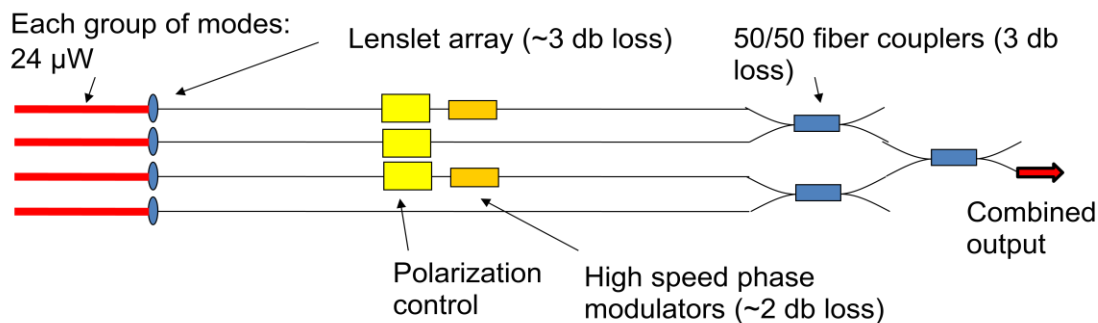 Each group of modes:
24 µW
Lenslet array (~3 db loss)
50/50 fiber couplers (3 db
loss)
Polarization
control
High speed phase
modulators (~2 db loss)
Combined
output